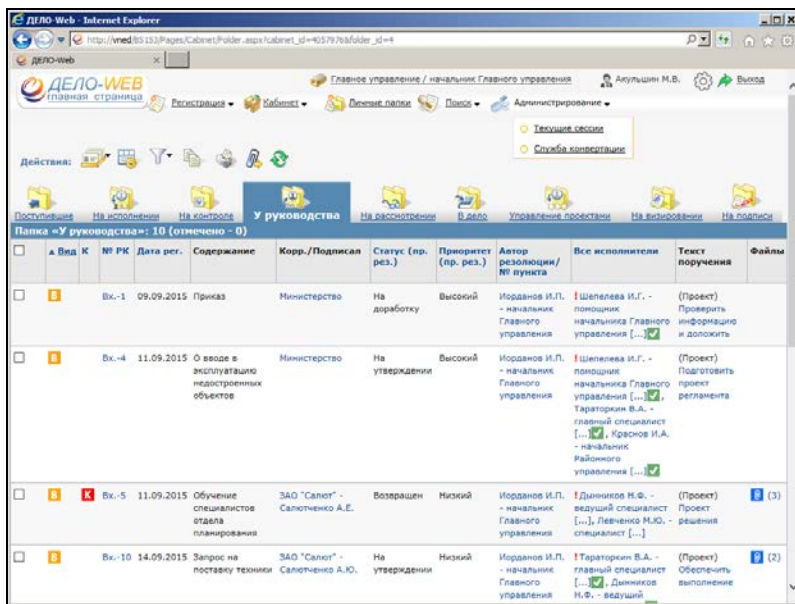 ДЕЛО-Web - Internet Explorer
http://vned/BS153/Pages/Cabinet/Folder.aspx?cabinet_id=4057976&folder_id=4
ДЕЛО-Web
ДЕЛО-WEB
главная страница
Главное управление / начальник Главного управления
Акульшин М.В.
Выход
Регистрация Кабинет Личные папки Поиск Администрирование
Текущие сессии
Служба конвертации
Действия:
Поступившие На исполнении На контроле У руководства На рассмотрении В дело Управление проектами На визировании На подписи
Папка «У руководства»: 10 (отмечено - 0)
Вид К № РК Дата рег. Содержание Корр./Подписал Статус (пр. рез.) Приоритет (пр. рез.) Автор резолюции/ № пункта Все исполнители Текст поручения Файлы
В Вх.-1 09.09.2015 Приказ Министерство На доработку Высокий Иорданов И.П. - начальник Главного управления ! Шепелева И.Г. - помощник начальника Главного управления [...] (Проект) Проверить информацию и доложить
В Вх.-4 11.09.2015 О вводе в эксплуатацию недостроенных объектов Министерство На утверждении Высокий Иорданов И.П. - начальник Главного управления ! Шепелева И.Г. - помощник начальника Главного управления [...] , Тараторкин В.А. - главный специалист [...] , Краснов И.А. - начальник Районного управления [...] (Проект) Подготовить проект регламента
В К Вх.-5 11.09.2015 Обучение специалистов отдела планирования ЗАО "Салют" - Салютченко А.Е. Возвращен Низкий Иорданов И.П. - начальник Главного управления ! Дынников Н.Ф. - ведущий специалист [...], Левченко М.Ю. - специалист [...] (Проект) Проект решения (3)
В Вх.-10 14.09.2015 Запрос на поставку техники ЗАО "Салют" - Салютченко А.Ю. На утверждении Низкий Иорданов И.П. - начальник Главного управления ! Тараторкин В.А. - главный специалист [...] , Дынников Н.Ф. - ведущий (Проект) Обеспечить выполнение (2)